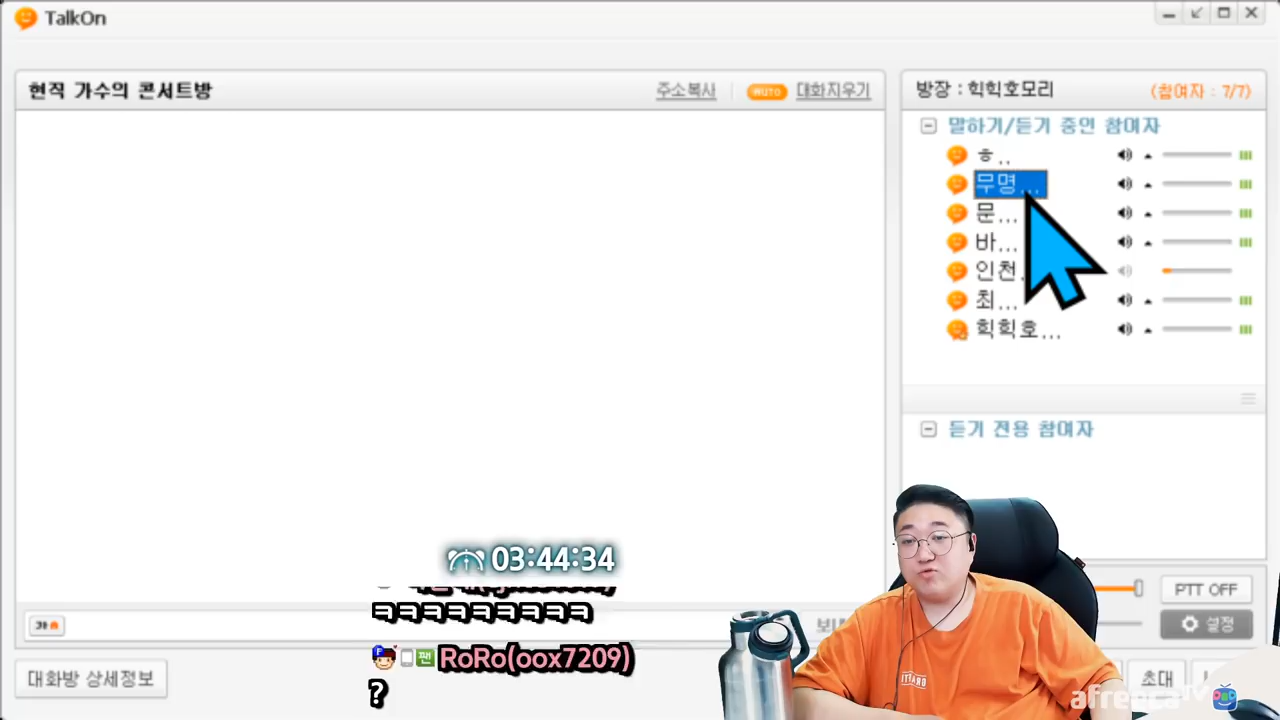 TalkOn
현직 가수의 콘서트방
주소복사
AUTO
대화지우기
방장 : 힉힉호모리
(참여자 : 7/7)
말하기/듣기 중인 참여자
ㅎ..
무명...
문...
바...
인천
최...
힉힉호...
듣기 전용 참여자
03:44:34
ㅋㅋㅋㅋㅋㅋㅋㅋㅋ
팬 RoRo(oox7209)
?
가
PTT OFF
설정
대화방 상세정보
초대
afreecaTV